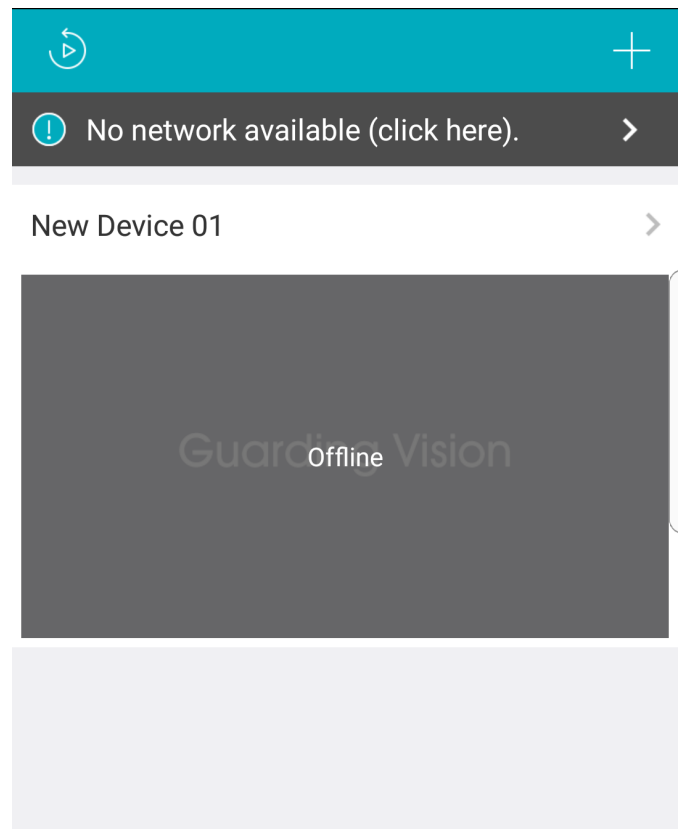 No network available (click here).
New Device 01
Guarding Vision
Offline